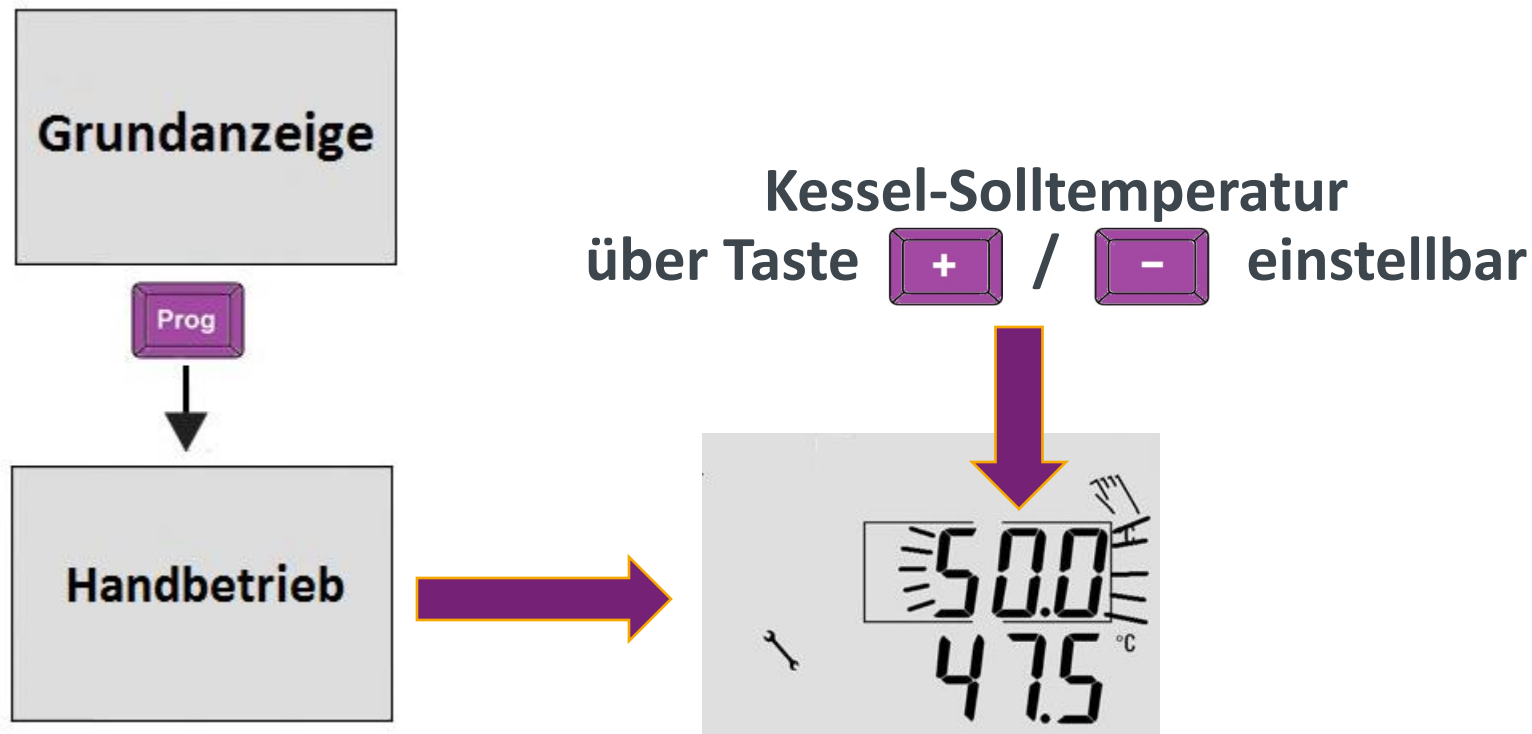 Grundanzeige
Prog
Handbetrieb
Kessel-Solltemperatur
über Taste + / - einstellbar
50.0
47.5 °C